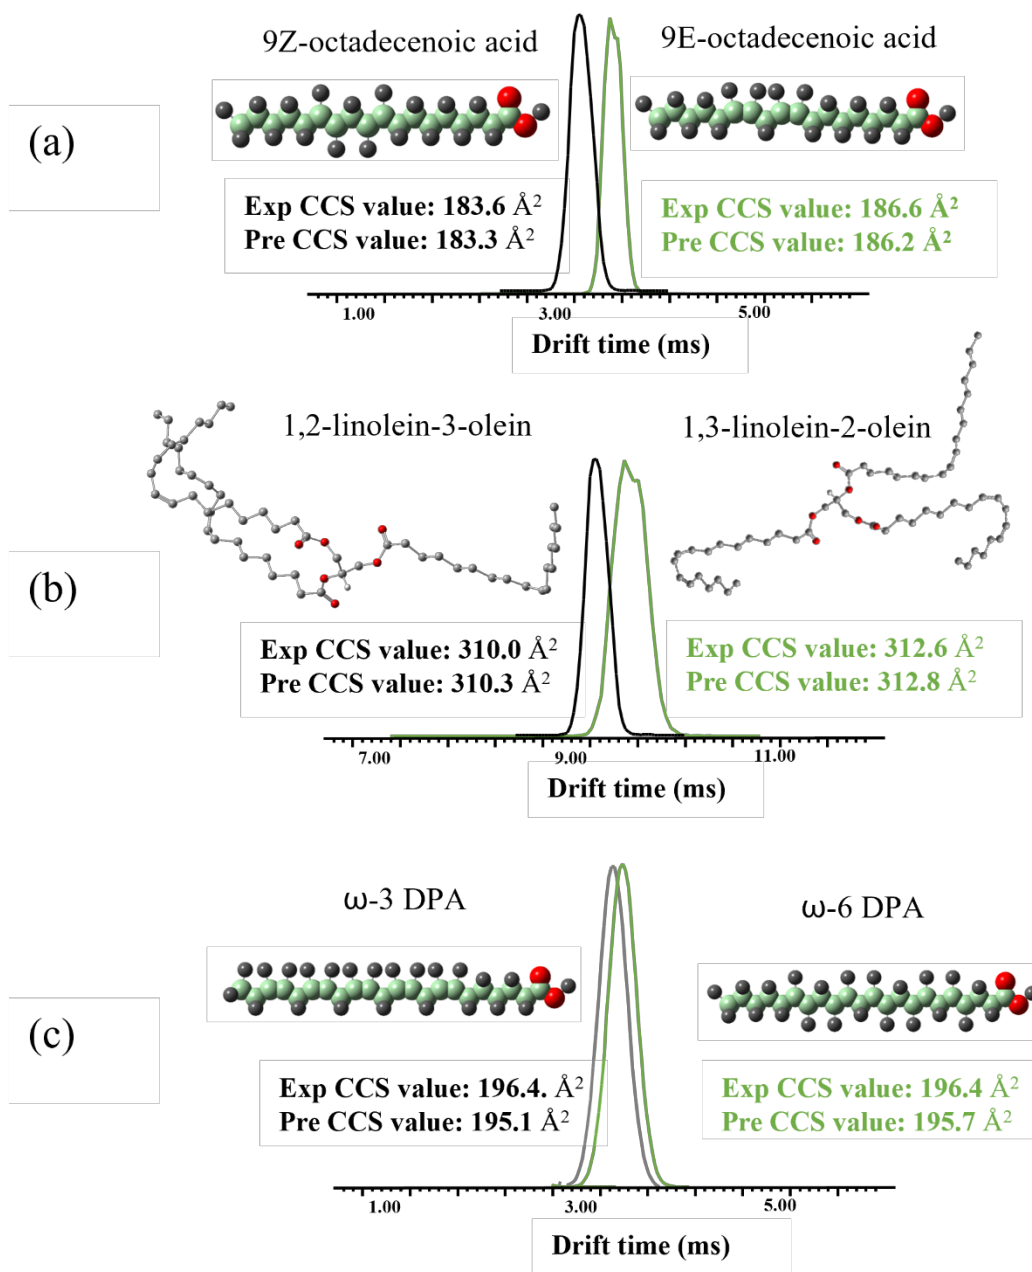 (a)
9Z-octadecenoic acid
9E-octadecenoic acid
Exp CCS value: 183.6 Å²
Pre CCS value: 183.3 Å²
Exp CCS value: 186.6 Å²
Pre CCS value: 186.2 Å²
1.00 3.00 5.00
Drift time (ms)
(b)
1,2-linolein-3-olein
1,3-linolein-2-olein
Exp CCS value: 310.0 Å²
Pre CCS value: 310.3 Å²
Exp CCS value: 312.6 Å²
Pre CCS value: 312.8 Å²
7.00 9.00 11.00
Drift time (ms)
(c)
ω-3 DPA
ω-6 DPA
Exp CCS value: 196.4. Å²
Pre CCS value: 195.1 Å²
Exp CCS value: 196.4 Å²
Pre CCS value: 195.7 Å²
1.00 3.00 5.00
Drift time (ms)